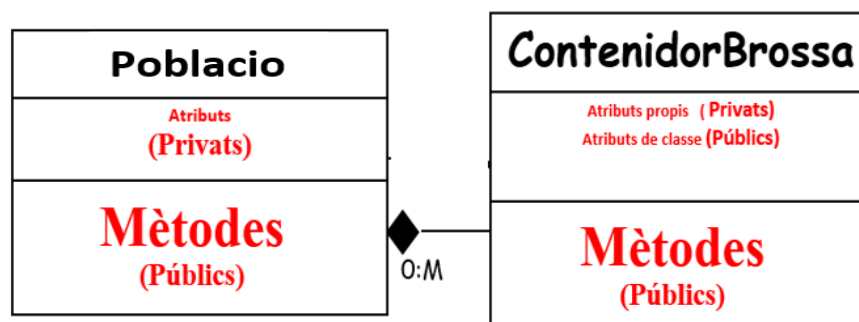 Poblacio
Atributs
(Privats)
Mètodes
(Públics)
0:M
ContenidorBrossa
Atributs propis ( Privats)
Atributs de classe (Públics)
Mètodes
(Públics)